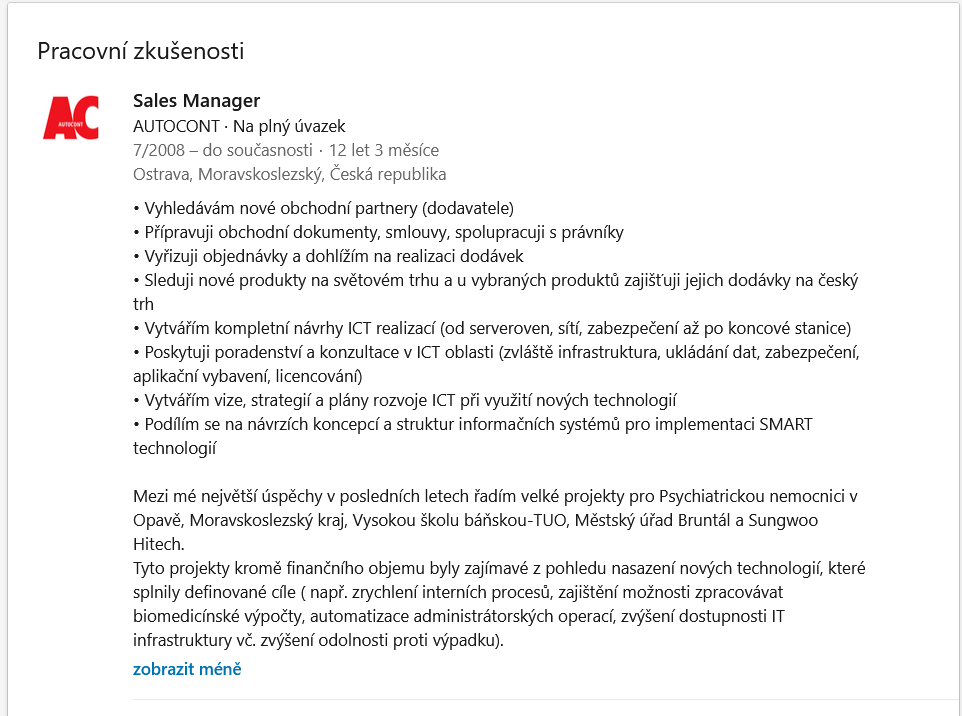 Pracovní zkušenosti
AC
AUTOCONT
Sales Manager
AUTOCONT · Na plný úvazek
7/2008 – do současnosti · 12 let 3 měsíce
Ostrava, Moravskoslezský, Česká republika
• Vyhledávám nové obchodní partnery (dodavatele)
• Přípravuji obchodní dokumenty, smlouvy, spolupracuji s právníky
• Vyřizuji objednávky a dohlížím na realizaci dodávek
• Sleduji nové produkty na světovém trhu a u vybraných produktů zajišťuji jejich dodávky na český
trh
• Vytvářím kompletní návrhy ICT realizací (od serveroven, sítí, zabezpečení až po koncové stanice)
• Poskytuji poradenství a konzultace v ICT oblasti (zvláště infrastruktura, ukládání dat, zabezpečení,
aplikační vybavení, licencování)
• Vytvářím vize, strategií a plány rozvoje ICT při využití nových technologií
• Podílím se na návrzích koncepcí a struktur informačních systémů pro implementaci SMART
technologií
Mezi mé největší úspěchy v posledních letech řadím velké projekty pro Psychiatrickou nemocnici v
Opavě, Moravskoslezský kraj, Vysokou školu báňskou-TUO, Městský úřad Bruntál a Sungwoo
Hitech.
Tyto projekty kromě finančního objemu byly zajímavé z pohledu nasazení nových technologií, které
splnily definované cíle ( např. zrychlení interních procesů, zajištění možnosti zpracovávat
biomedicínské výpočty, automatizace administrátorských operací, zvýšení dostupnosti IT
infrastruktury vč. zvýšení odolnosti proti výpadku).
zobrazit méně